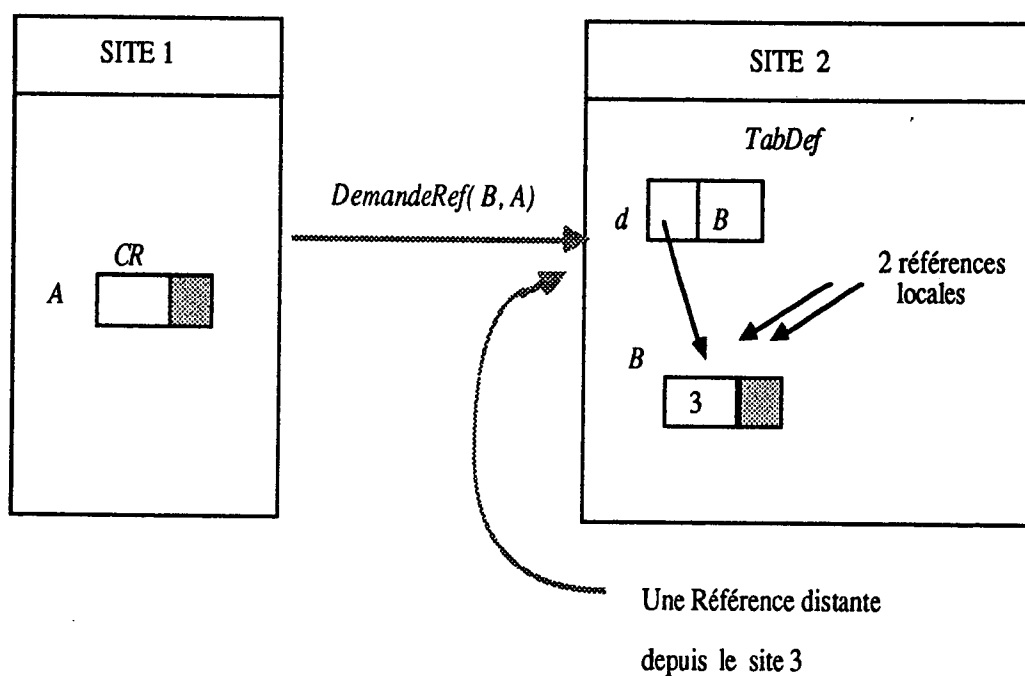 SITE 1
SITE 2
TabDef
DemandeRef( B, A)
d
B
CR
A
2 références
locales
B
3
Une Référence distante
depuis le site 3